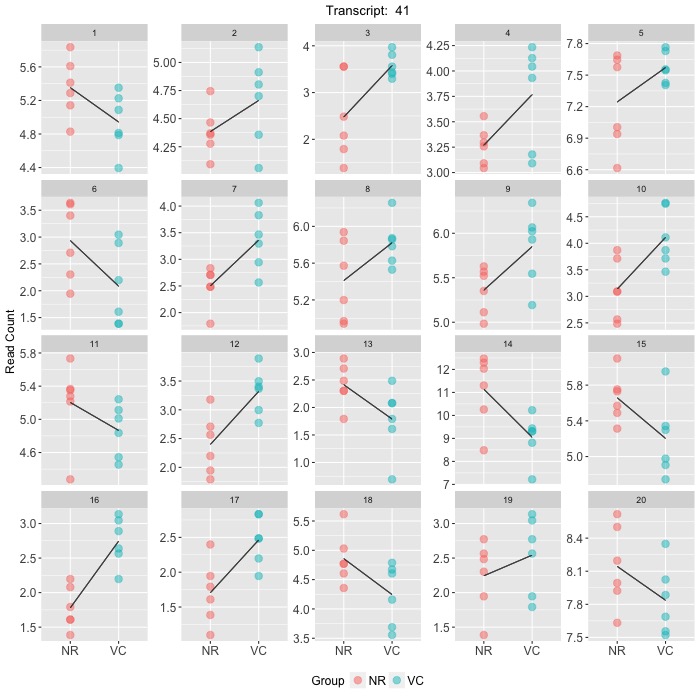 Transcript: 41
1 2 3 4 5
5.6 5.2 4.8 4.4
5.00 4.75 4.50 4.25
4 3 2
4.25 4.00 3.75 3.50 3.25 3.00
7.8 7.5 7.2 6.9 6.6
6 7 8 9 10
3.5 3.0 2.5 2.0 1.5
4.0 3.5 3.0 2.5 2.0
6.0 5.6 5.2
6.0 5.5 5.0
4.5 4.0 3.5 3.0 2.5
Read Count
11 12 13 14 15
5.8 5.4 5.0 4.6
3.5 3.0 2.5 2.0
3.0 2.5 2.0 1.5 1.0
12 11 10 9 8 7
5.8 5.4 5.0
16 17 18 19 20
3.0 2.5 2.0 1.5
2.5 2.0 1.5
5.5 5.0 4.5 4.0 3.5
3.0 2.5 2.0 1.5
8.4 8.1 7.8 7.5
NR VC NR VC NR VC NR VC NR VC
Group NR VC